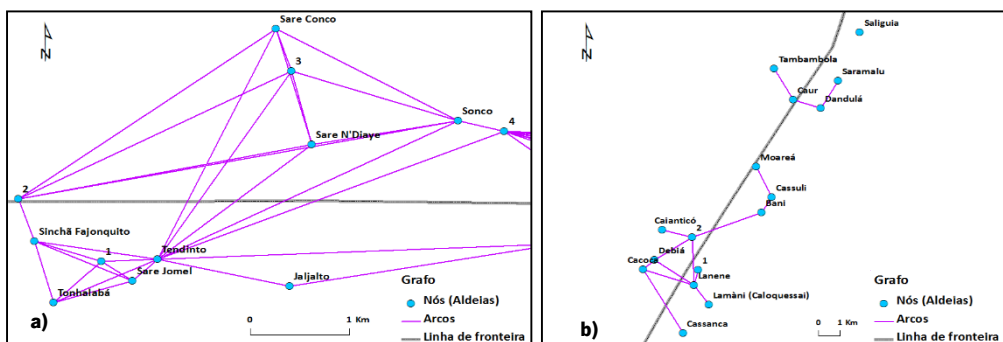 N
Sare Conco
3
Sonco
4
Sare N'Diaye
2
Sinchã Fajonquito
1
Tendinto
Sare Jomel
Tonhalabá
Jaljalto
a)
0
1 Km
Grafo
Nós (Aldeias)
Arcos
Linha de fronteira
N
Saliguia
Tambambola
Saramalu
Caur
Dandulá
Moareá
Cassuli
Bani
Caianticó
2
Debiá
Cacoca
1
Lanene
Lamàni (Caloquessai)
Cassanca
b)
0
1 Km
Grafo
Nós (Aldeias)
Arcos
Linha de fronteira